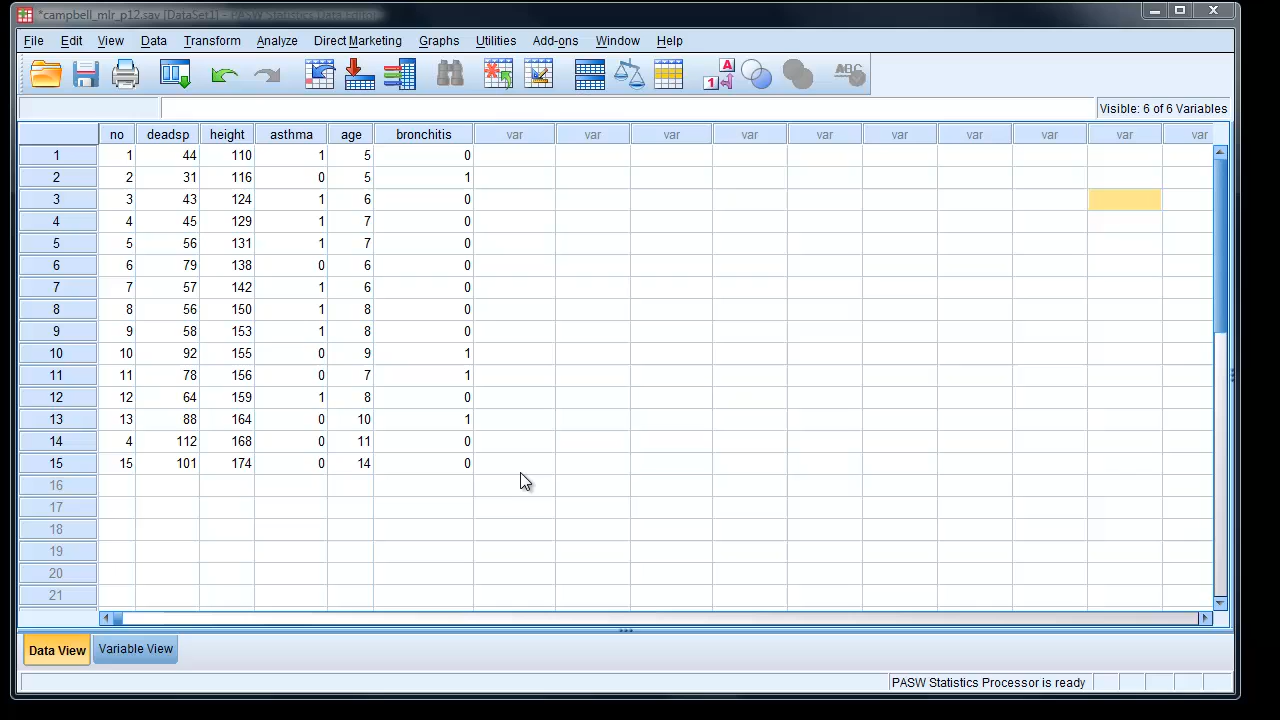 *campbell_mlr_p12.sav [DataSet1] - PASW Statistics Data Editor
File Edit View Data Transform Analyze Direct Marketing Graphs Utilities Add-ons Window Help
1 A ABC
Visible: 6 of 6 Variables
no deadsp height asthma age bronchitis var var var var var var var var var var
1 1 44 110 1 5 0
2 2 31 116 0 5 1
3 3 43 124 1 6 0
4 4 45 129 1 7 0
5 5 56 131 1 7 0
6 6 79 138 0 6 0
7 7 57 142 1 6 0
8 8 56 150 1 8 0
9 9 58 153 1 8 0
10 10 92 155 0 9 1
11 11 78 156 0 7 1
12 12 64 159 1 8 0
13 13 88 164 0 10 1
14 4 112 168 0 11 0
15 15 101 174 0 14 0
16
17
18
19
20
21
Data View Variable View
PASW Statistics Processor is ready